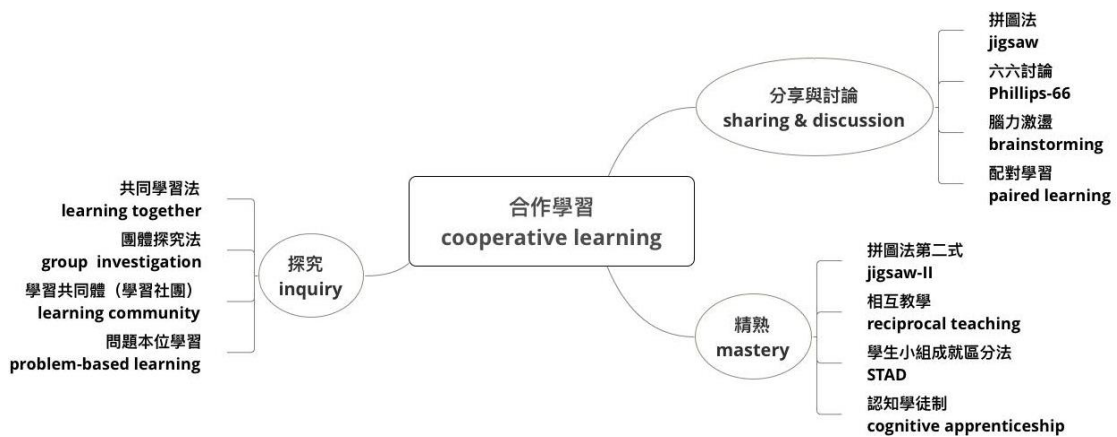 合作學習
cooperative learning
分享與討論
sharing & discussion
拼圖法
jigsaw
六六討論
Phillips-66
腦力激盪
brainstorming
配對學習
paired learning
精熟
mastery
拼圖法第二式
jigsaw-II
相互教學
reciprocal teaching
學生小組成就區分法
STAD
認知學徒制
cognitive apprenticeship
探究
inquiry
共同學習法
learning together
團體探究法
group investigation
學習共同體（學習社團）
learning community
問題本位學習
problem-based learning